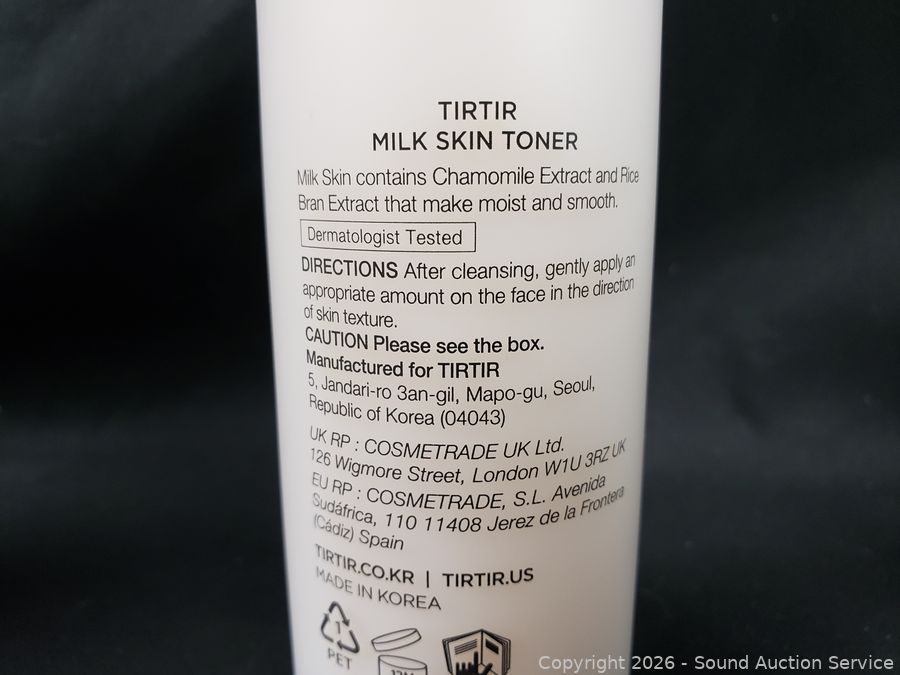 TIRTIR
MILK SKIN TONER
Milk Skin contains Chamomile Extract and Rice
Bran Extract that make moist and smooth.
Dermatologist Tested
DIRECTIONS After cleansing, gently apply an
appropriate amount on the face in the direction
of skin texture.
CAUTION Please see the box.
Manufactured for TIRTIR
5, Jandari-ro 3an-gil, Mapo-gu, Seoul,
Republic of Korea (04043)
UK RP : COSMETRADE UK Ltd.
126 Wigmore Street, London W1U 3RZ UK
EU RP : COSMETRADE, S.L. Avenida
Sudáfrica, 110 11408 Jerez de la Frontera
(Cádiz) Spain
TIRTIR.CO.KR | TIRTIR.US
MADE IN KOREA
1
PET
12M
Copyright 2026 - Sound Auction Service